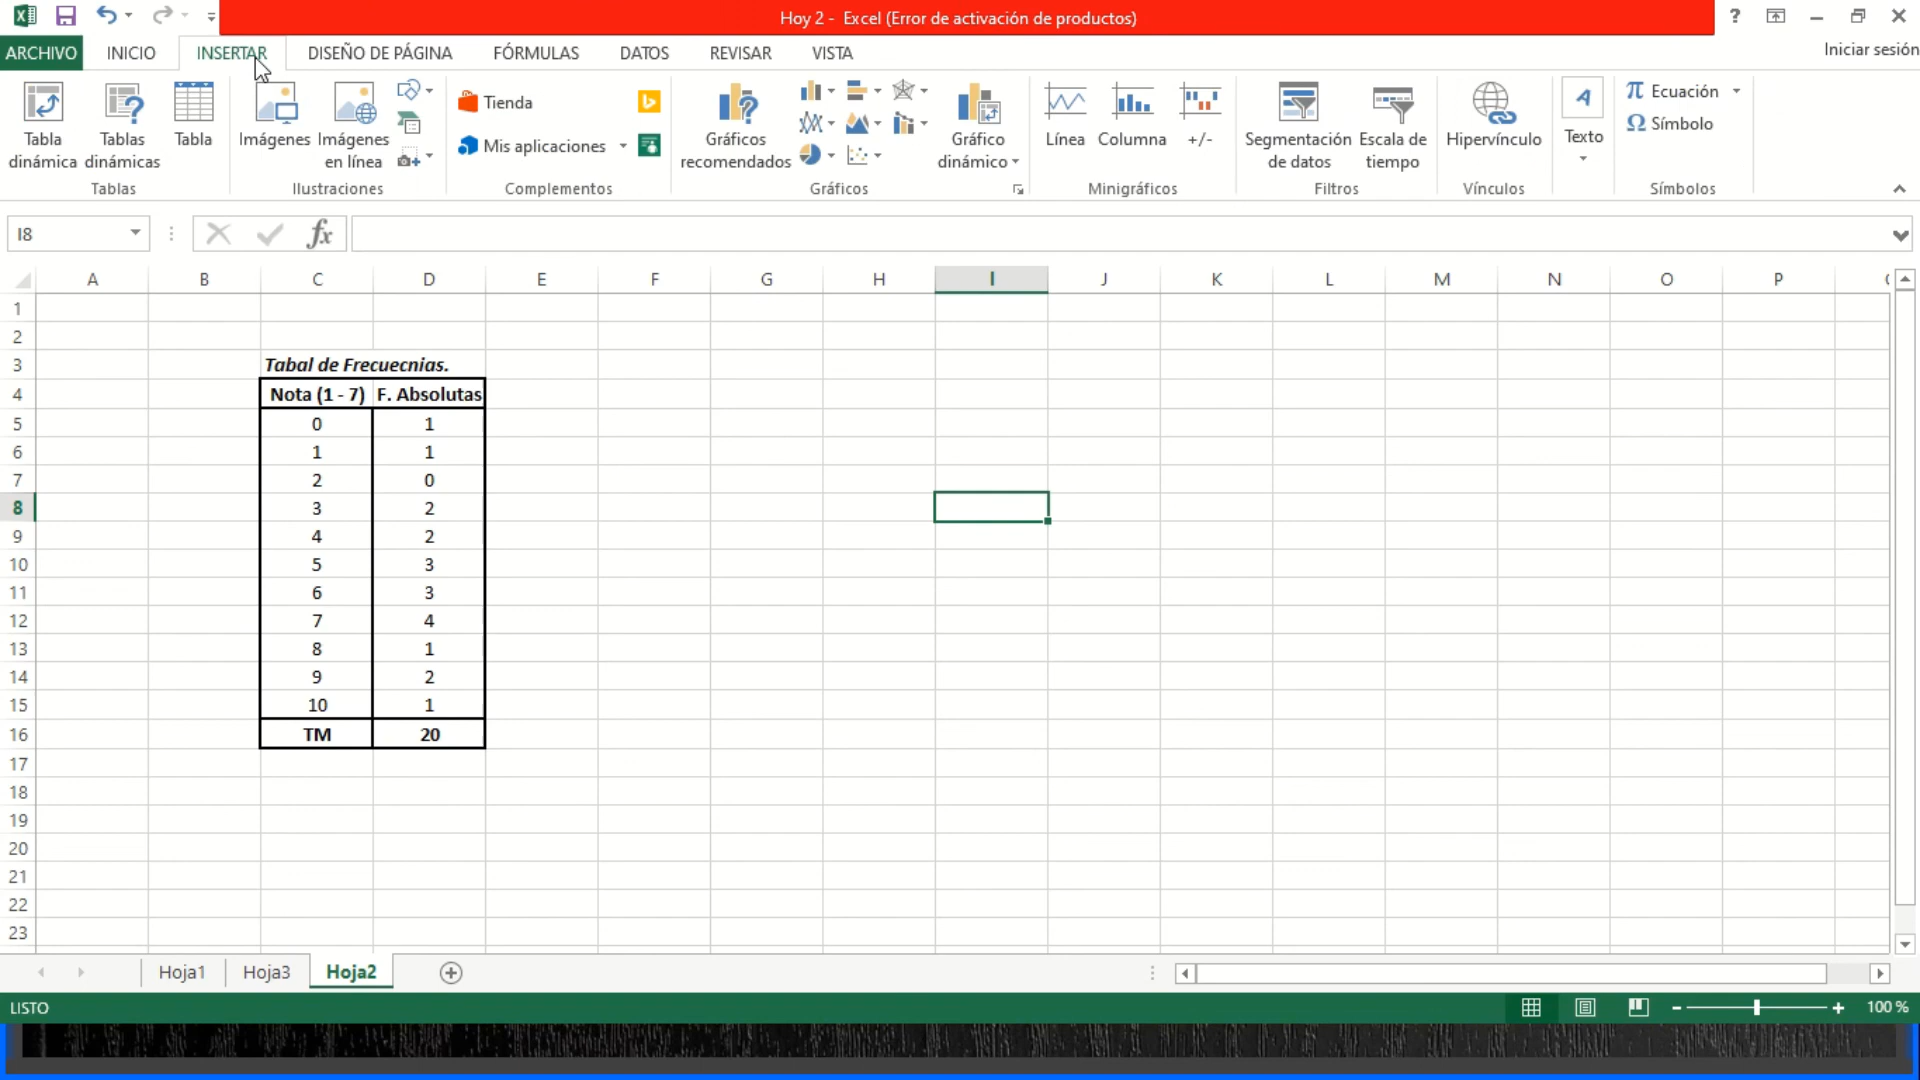 Hoy 2 - Excel (Error de activación de productos)
?
ARCHIVO INICIO INSERTAR DISEÑO DE PÁGINA FÓRMULAS DATOS REVISAR VISTA Iniciar sesión
Tabla dinámica
Tablas dinámicas
Tabla
Tablas
Imágenes
Imágenes en línea
Ilustraciones
Tienda
Mis aplicaciones
Complementos
Gráficos recomendados
Gráfico dinámico
Gráficos
Línea
Columna
+/-
Minigráficos
Segmentación de datos
Escala de tiempo
Filtros
Hipervínculo
Vínculos
A
Texto
π Ecuación
Ω Símbolo
Símbolos
I8
fx
A B C D E F G H I J K L M N O P
1
2
3 Tabal de Frecuecnias.
4 Nota (1 - 7) F. Absolutas
5 0 1
6 1 1
7 2 0
8 3 2
9 4 2
10 5 3
11 6 3
12 7 4
13 8 1
14 9 2
15 10 1
16 TM 20
17
18
19
20
21
22
23
Hoja1 Hoja3 Hoja2
LISTO
100 %